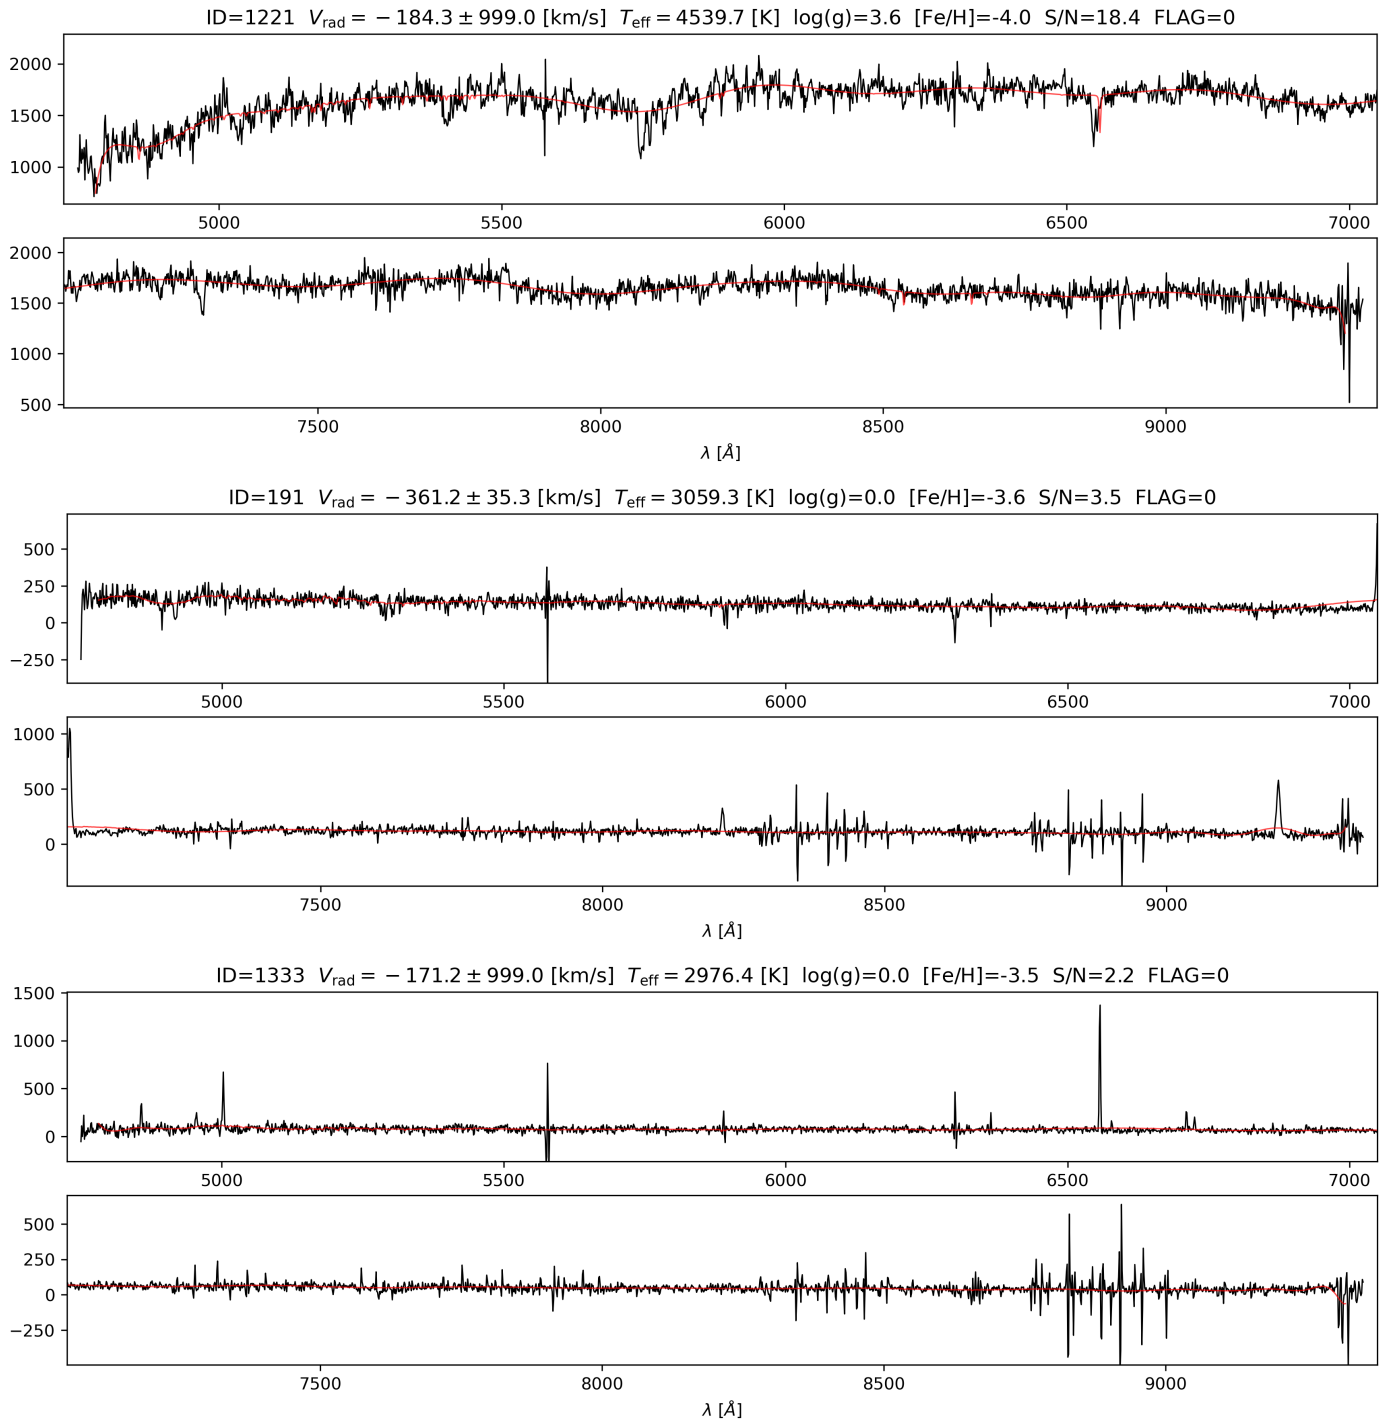 ID=1221 V_rad = −184.3 ± 999.0 [km/s] T_eff = 4539.7 [K] log(g)=3.6 [Fe/H]=-4.0 S/N=18.4 FLAG=0
2000
1500
1000
5000 5500 6000 6500 7000
2000
1500
1000
500
7500 8000 8500 9000
λ [Å]
ID=191 V_rad = −361.2 ± 35.3 [km/s] T_eff = 3059.3 [K] log(g)=0.0 [Fe/H]=-3.6 S/N=3.5 FLAG=0
500
250
0
−250
5000 5500 6000 6500 7000
1000
500
0
7500 8000 8500 9000
λ [Å]
ID=1333 V_rad = −171.2 ± 999.0 [km/s] T_eff = 2976.4 [K] log(g)=0.0 [Fe/H]=-3.5 S/N=2.2 FLAG=0
1500
1000
500
0
5000 5500 6000 6500 7000
500
250
0
−250
7500 8000 8500 9000
λ [Å]